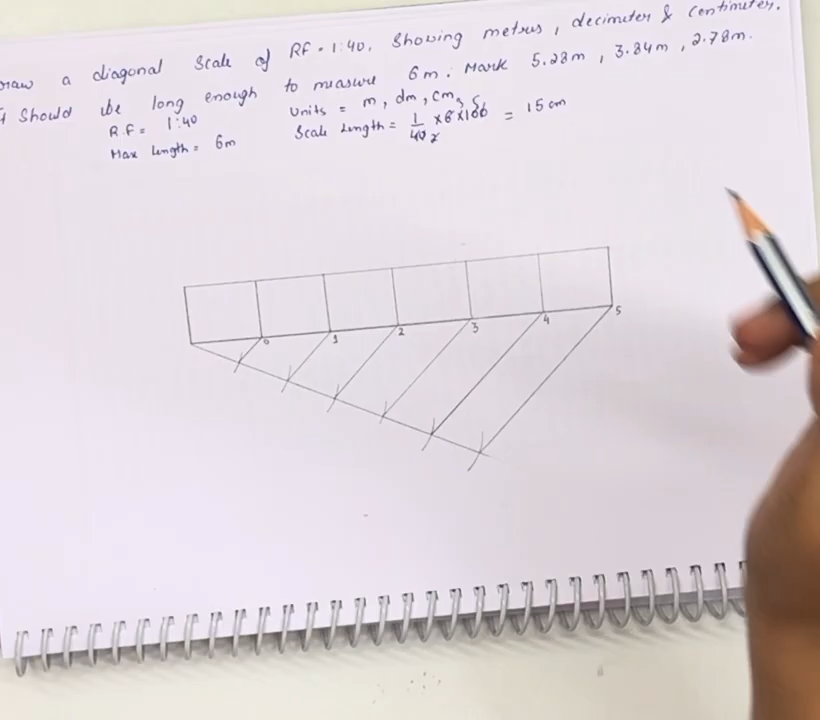 Draw a diagonal Scale of RF = 1:40. Showing metres, decimeter & Centimeter.
It Should be long enough to measure 6m. Mark 5.28m, 3.84m, 2.78m.
R.F = 1:40
Units = m, dm, cm
Max length = 6m
Scale Length = 1/40 x 6 x 100 = 15 cm
0 1 2 3 4 5